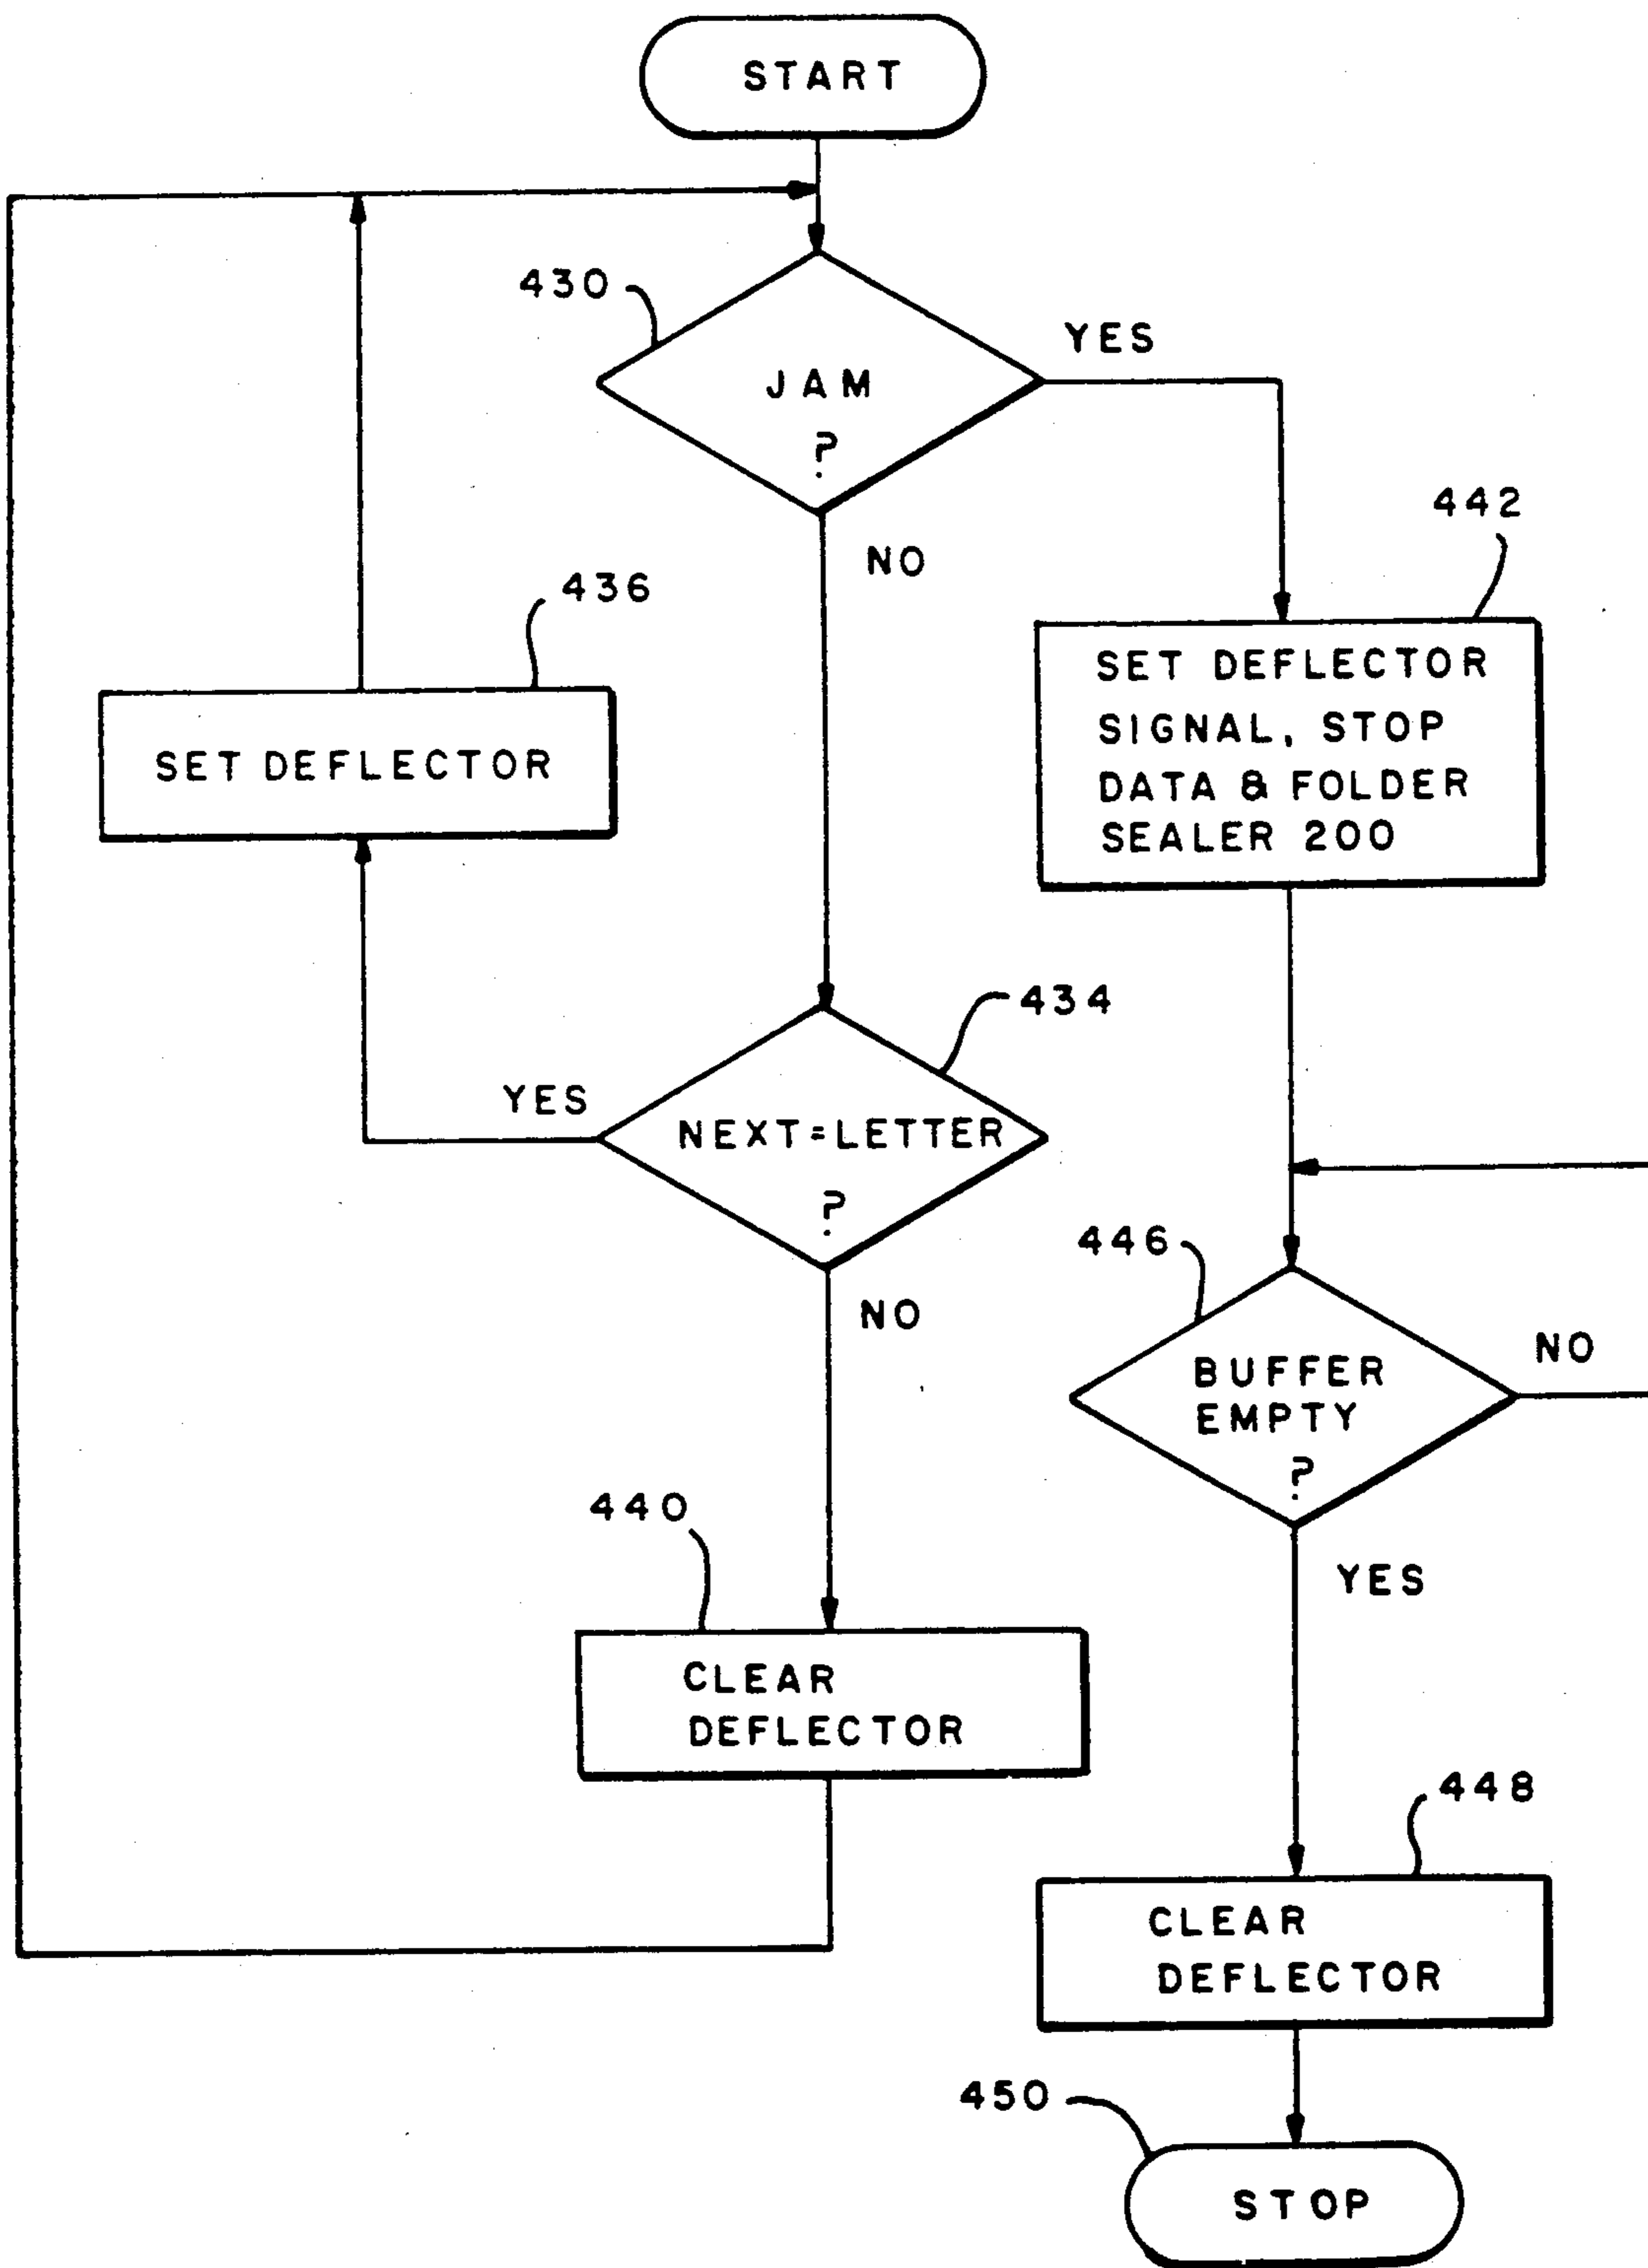 START
430
YES
JAM
?
NO
442
436
SET DEFLECTOR
SIGNAL, STOP
DATA & FOLDER
SEALER 200
SET DEFLECTOR
434
YES
NEXT=LETTER
?
NO
446
NO
BUFFER
EMPTY
?
YES
440
CLEAR
DEFLECTOR
448
CLEAR
DEFLECTOR
450
STOP